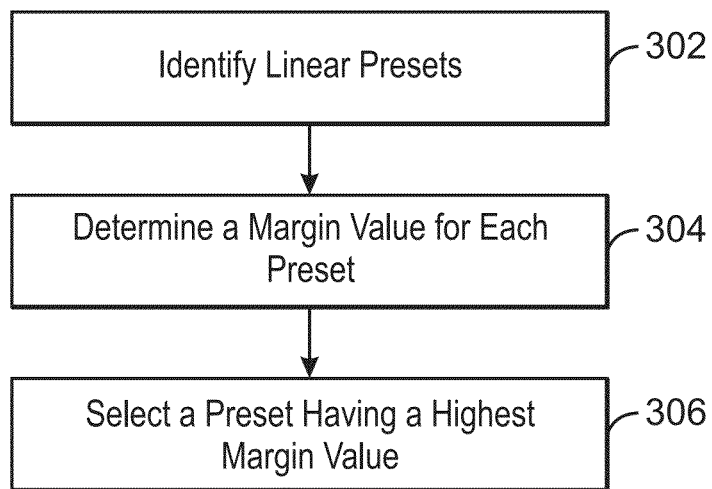 Identify Linear Presets
302
Determine a Margin Value for Each
Preset
304
Select a Preset Having a Highest
Margin Value
306